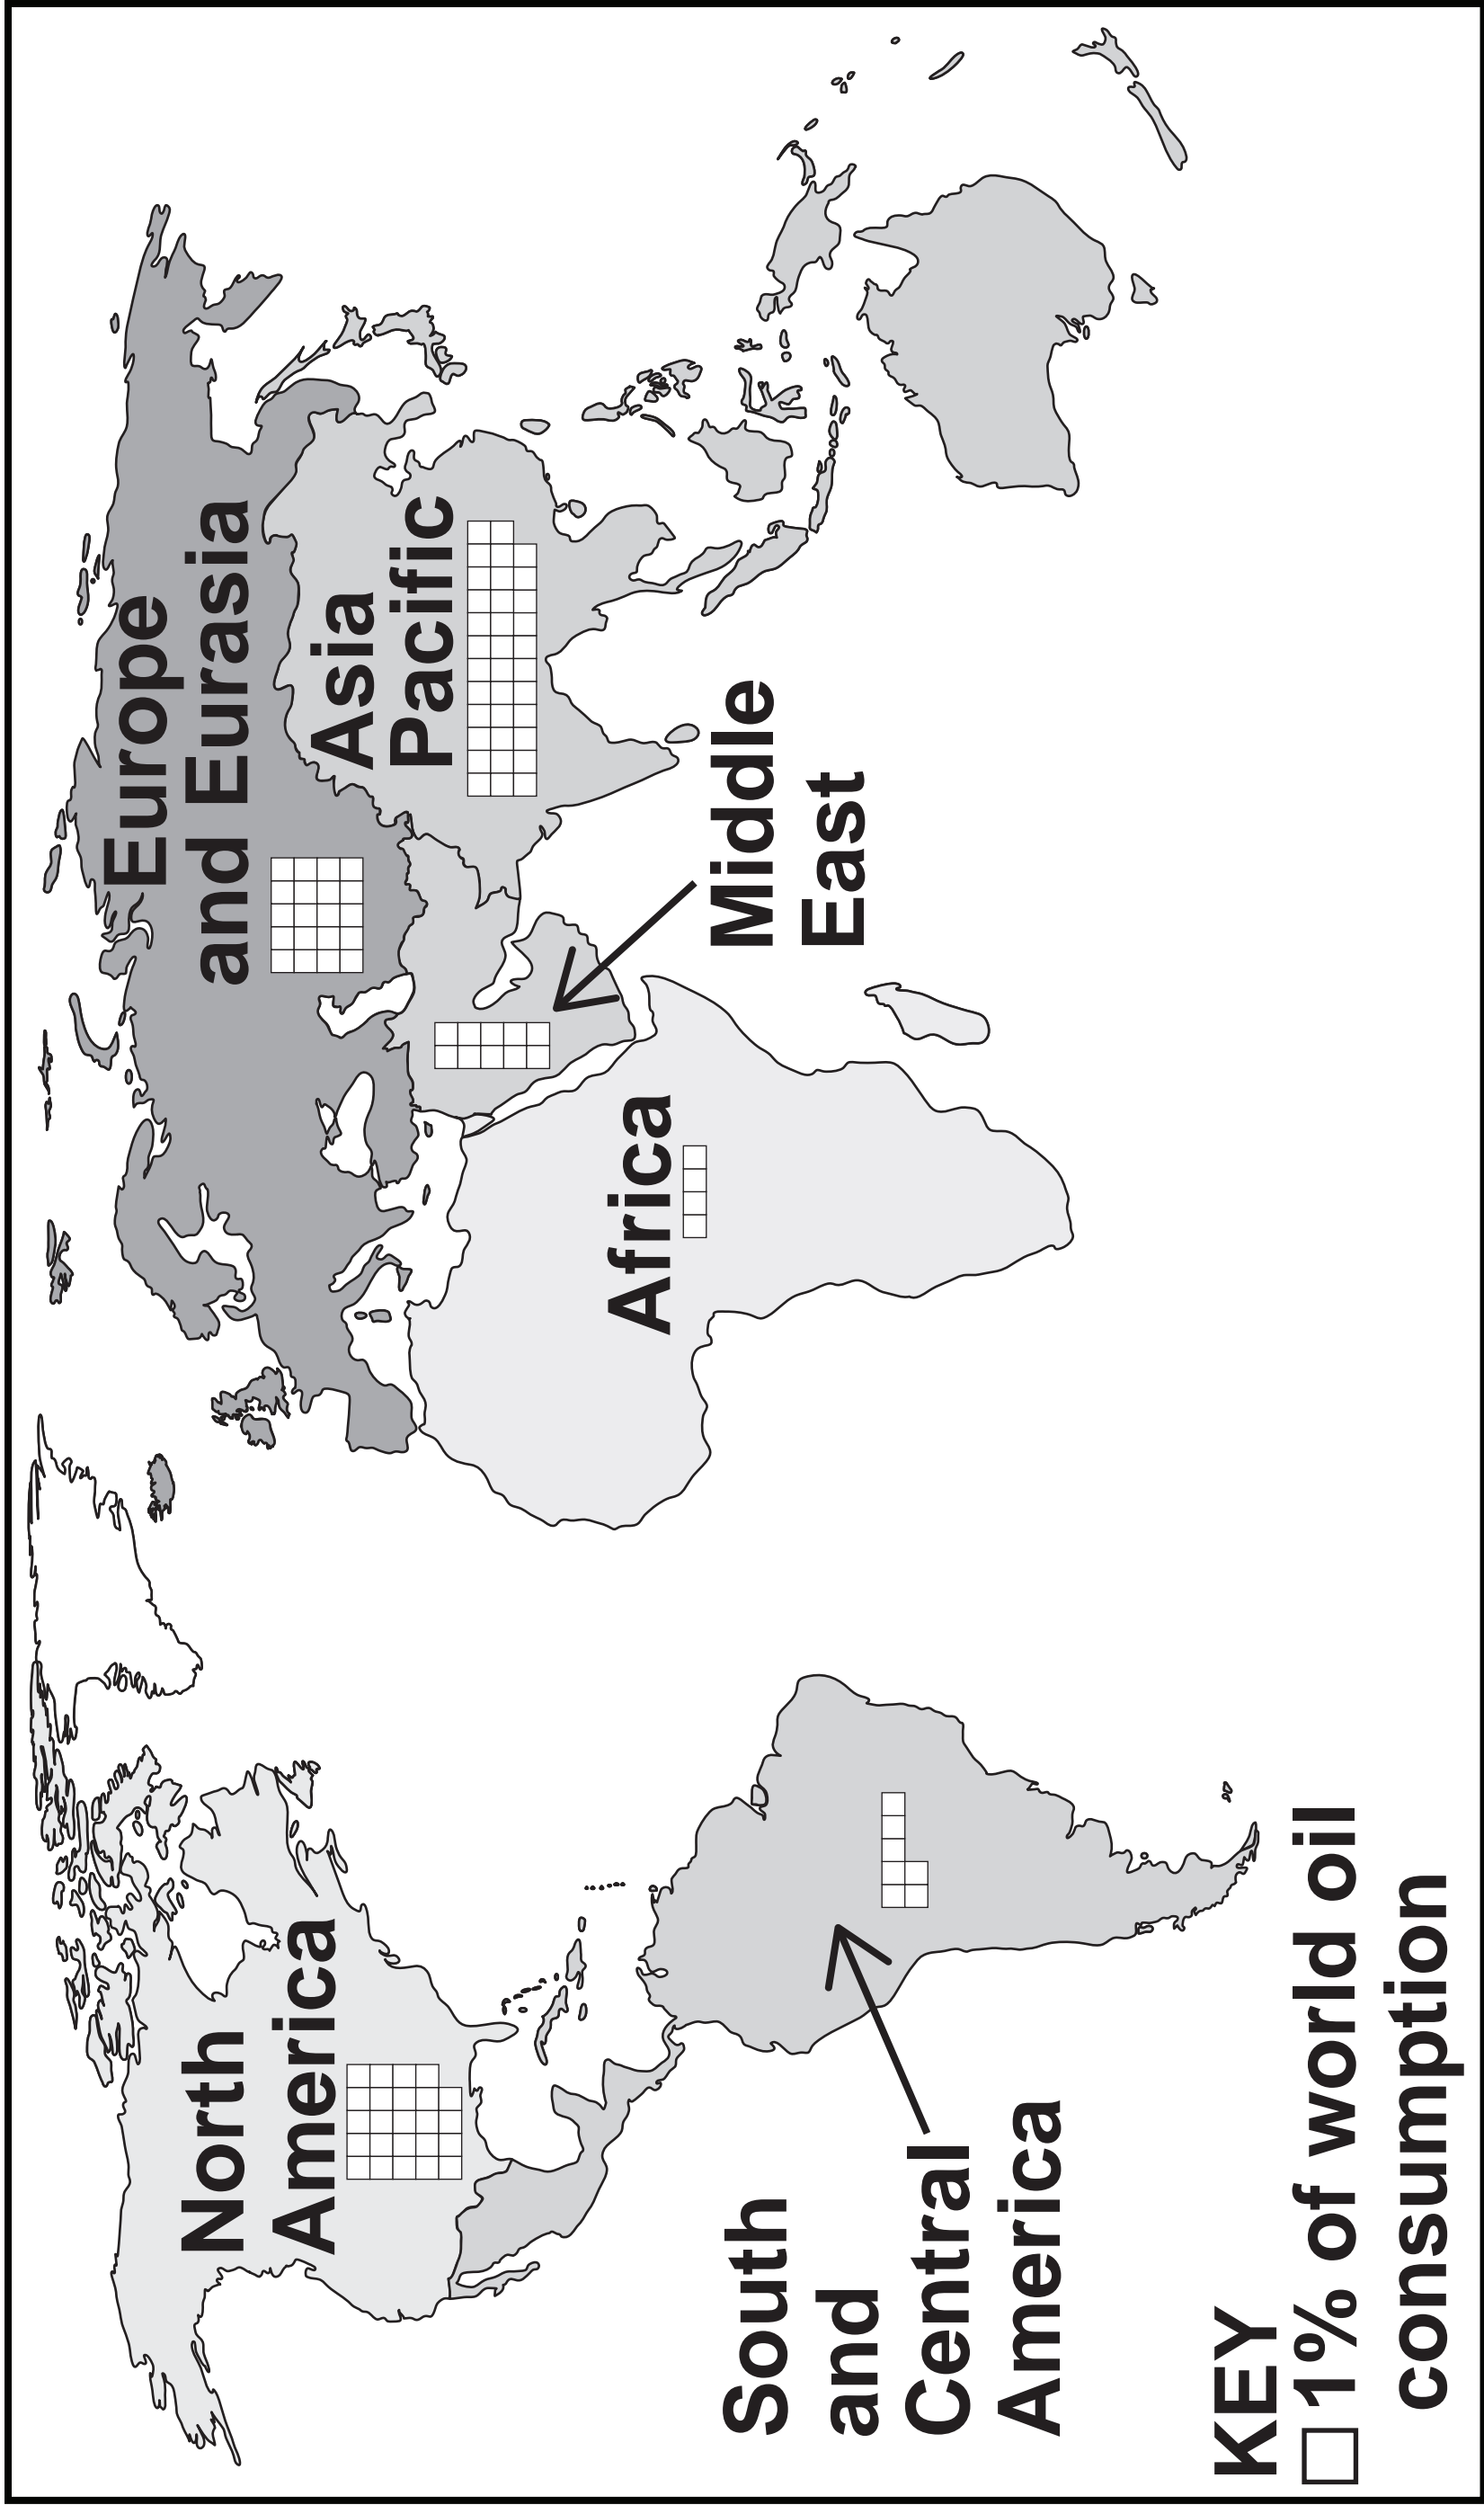 North
America
Europe
and Eurasia
Asia
Pacific
Africa
Middle
East
South
and
Central
America
KEY
1% of world oil
consumption